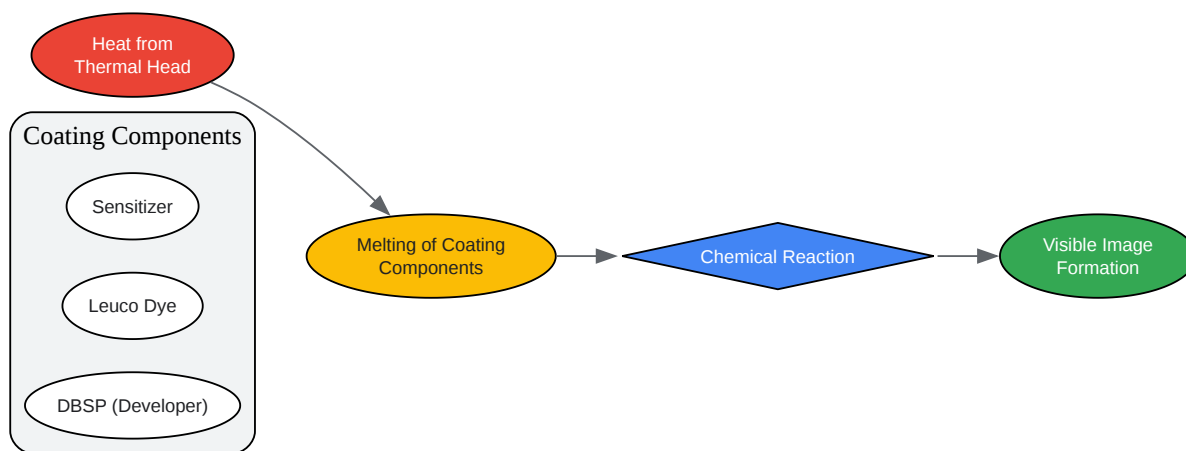 Heat from
Thermal Head
Coating Components
Sensitizer
Leuco Dye
DBSP (Developer)
Melting of Coating
Components
Chemical Reaction
Visible Image
Formation